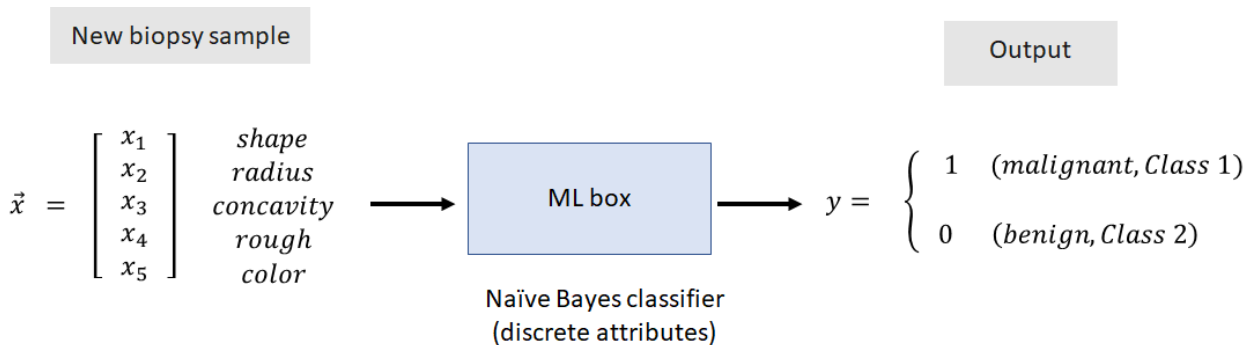 New biopsy sample
Output
x⃗ = [ x₁ x₂ x₃ x₄ x₅ ]
shape
radius
concavity
rough
color
ML box
Naïve Bayes classifier
(discrete attributes)
y = {
1 (malignant, Class 1)
0 (benign, Class 2)